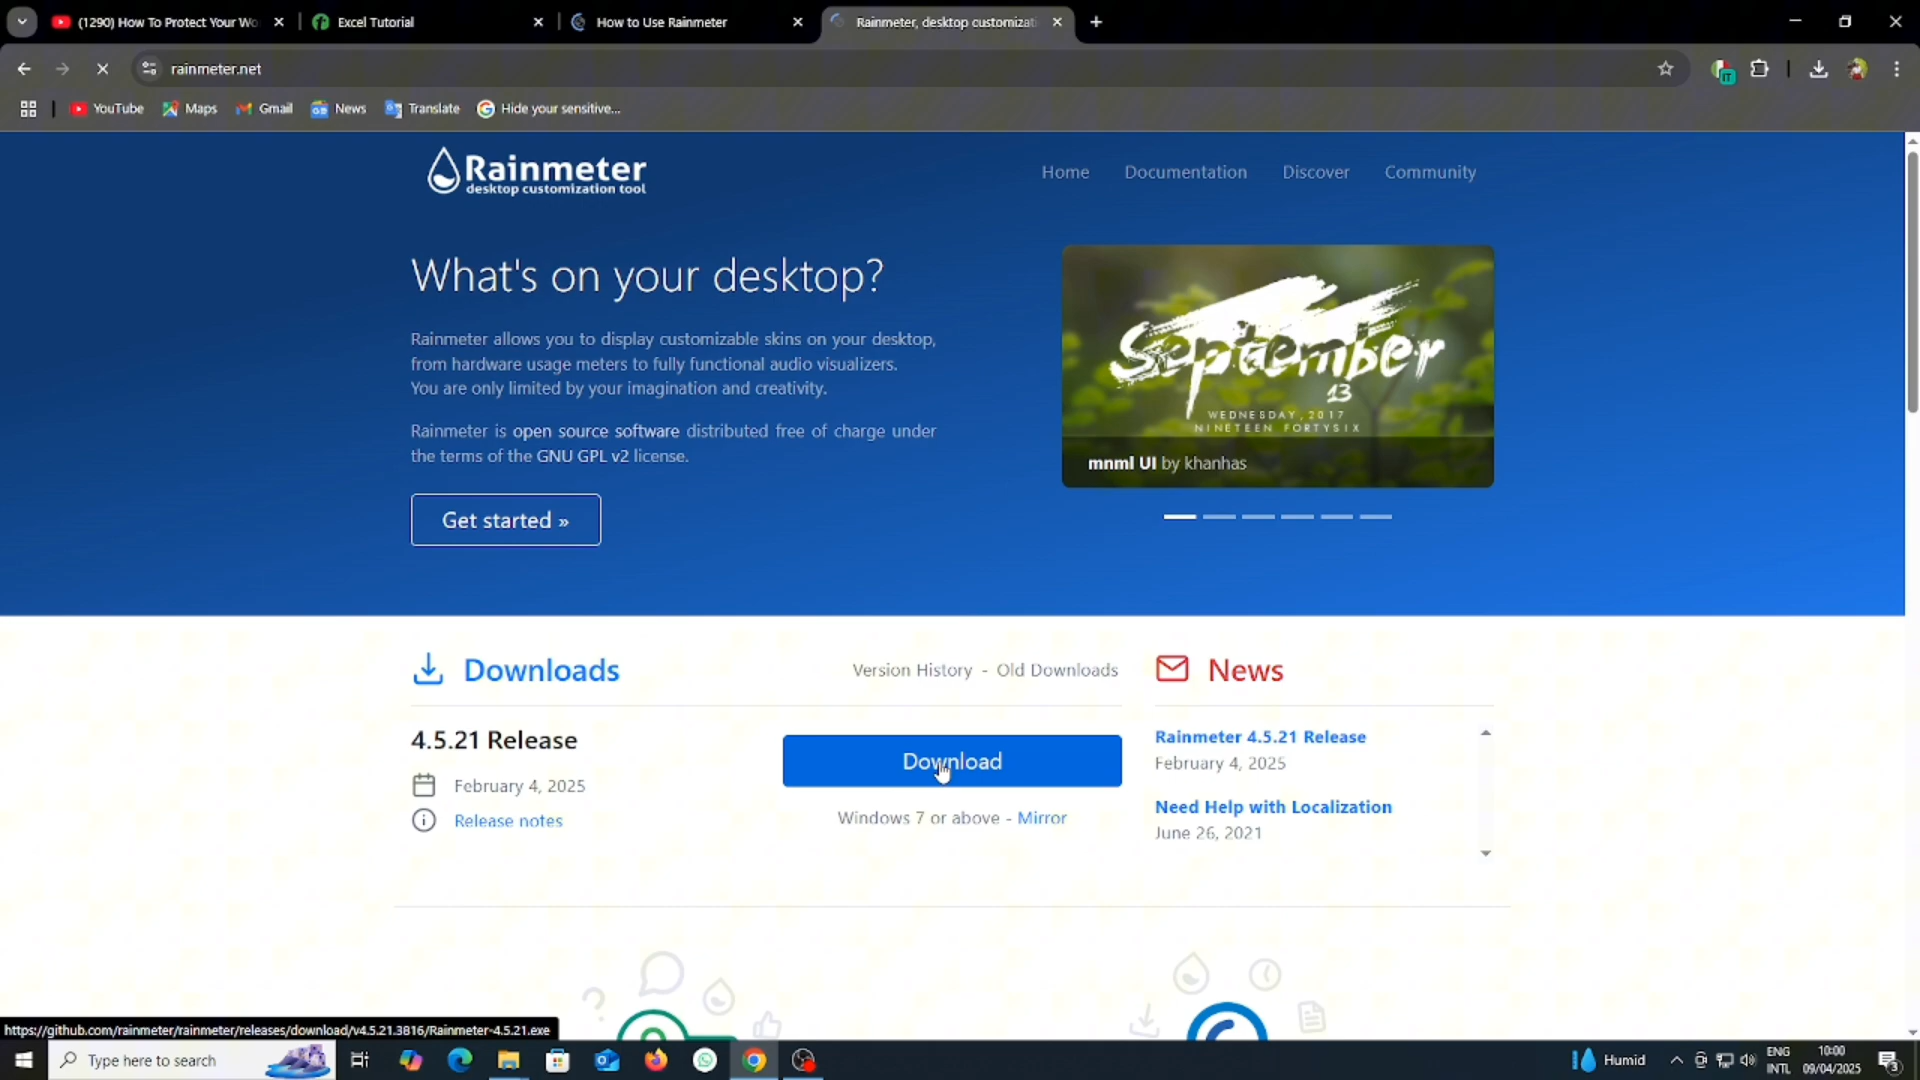 (1290) How To Protect Your Wo
Excel Tutorial
How to Use Rainmeter
Rainmeter, desktop customizat
rainmeter.net
IT
YouTube
Maps
Gmail
News
Translate
Hide your sensitive...
Rainmeter
desktop customization tool
Home
Documentation
Discover
Community
What's on your desktop?
Rainmeter allows you to display customizable skins on your desktop,
from hardware usage meters to fully functional audio visualizers.
You are only limited by your imagination and creativity.
Rainmeter is open source software distributed free of charge under
the terms of the GNU GPL v2 license.
Get started »
September
13
WEDNESDAY, 2017
NINETEEN FORTYSIX
mnml UI by khanhas
Downloads
Version History - Old Downloads
4.5.21 Release
February 4, 2025
Release notes
Download
Windows 7 or above - Mirror
News
Rainmeter 4.5.21 Release
February 4, 2025
Need Help with Localization
June 26, 2021
https://github.com/rainmeter/rainmeter/releases/download/v4.5.21.3816/Rainmeter-4.5.21.exe
Type here to search
Humid
ENG
INTL
10:00
09/04/2025
3